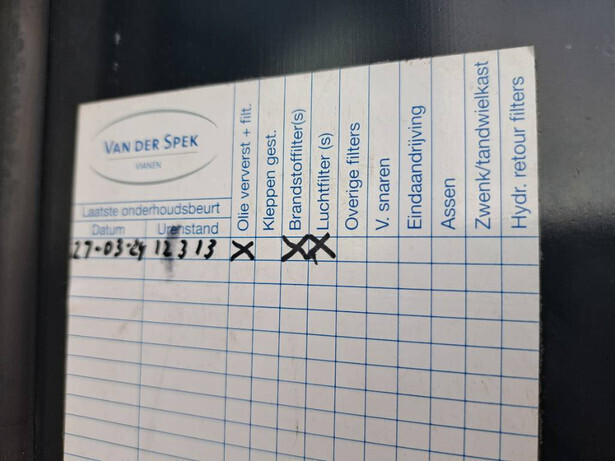 VAN DER SPEK
VIANEN
Laatste onderhoudsbeurt
Datum Urenstand
Olie ververst + filt.
Kleppen gest.
Brandstoffilter(s)
Luchtfilter (s)
Overige filters
V. snaren
Eindaandrijving
Assen
Zwenk/tandwielkast
Hydr. retour filters
27-03-24 12313 X X X